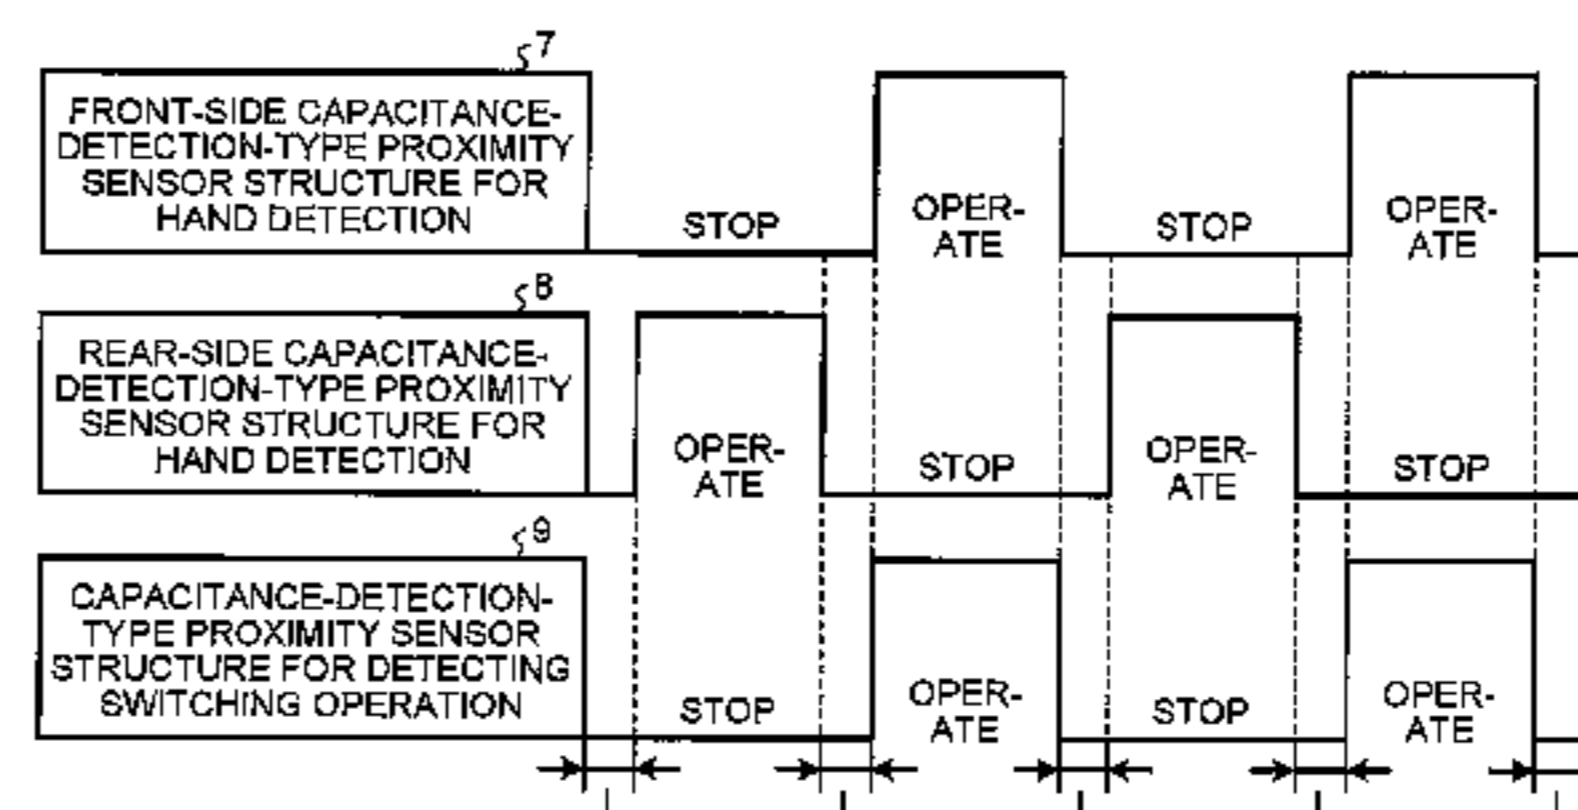 7
FRONT-SIDE CAPACITANCE-
DETECTION-TYPE PROXIMITY
SENSOR STRUCTURE FOR
HAND DETECTION
STOP
OPER-
ATE
STOP
OPER-
ATE
8
REAR-SIDE CAPACITANCE-
DETECTION-TYPE PROXIMITY
SENSOR STRUCTURE FOR
HAND DETECTION
OPER-
ATE
STOP
OPER-
ATE
STOP
9
CAPACITANCE-DETECTION-
TYPE PROXIMITY SENSOR
STRUCTURE FOR DETECTING
SWITCHING OPERATION
STOP
OPER-
ATE
STOP
OPER-
ATE